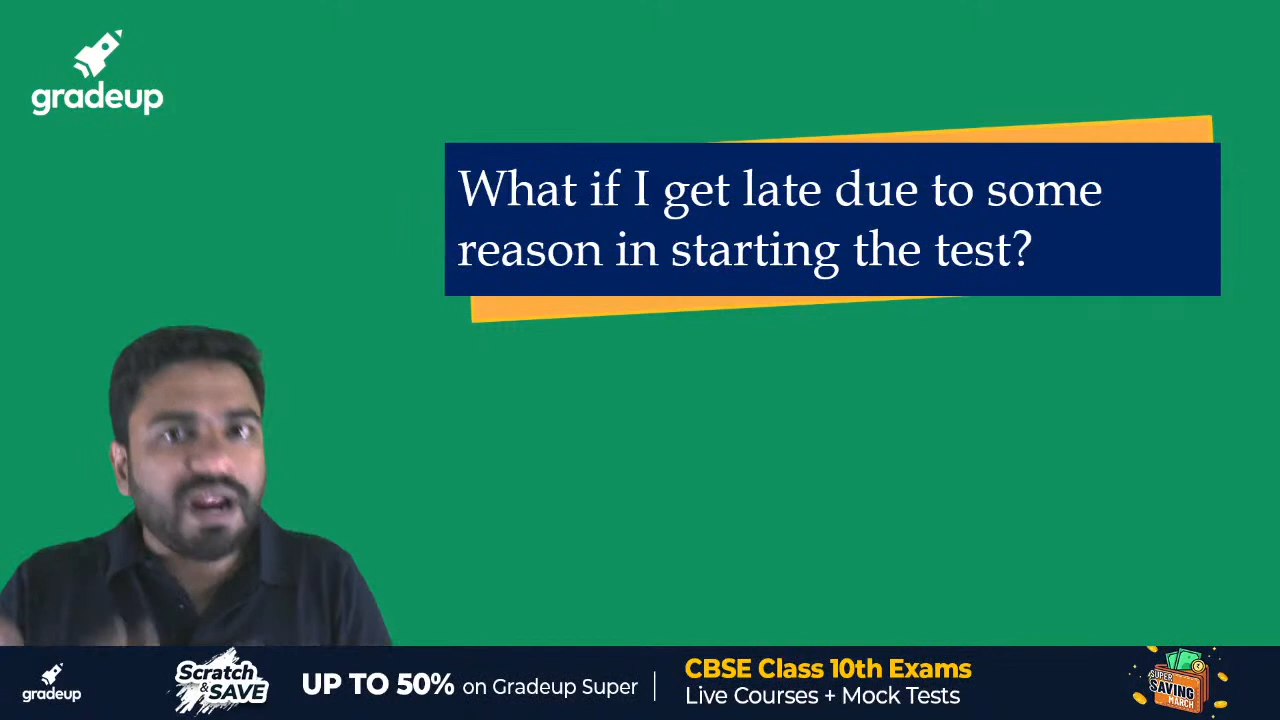 gradeup
What if I get late due to some
reason in starting the test?
gradeup
Scratch
& SAVE
UP TO 50% on Gradeup Super
CBSE Class 10th Exams
Live Courses + Mock Tests
SUPER
SAVING
MARCH